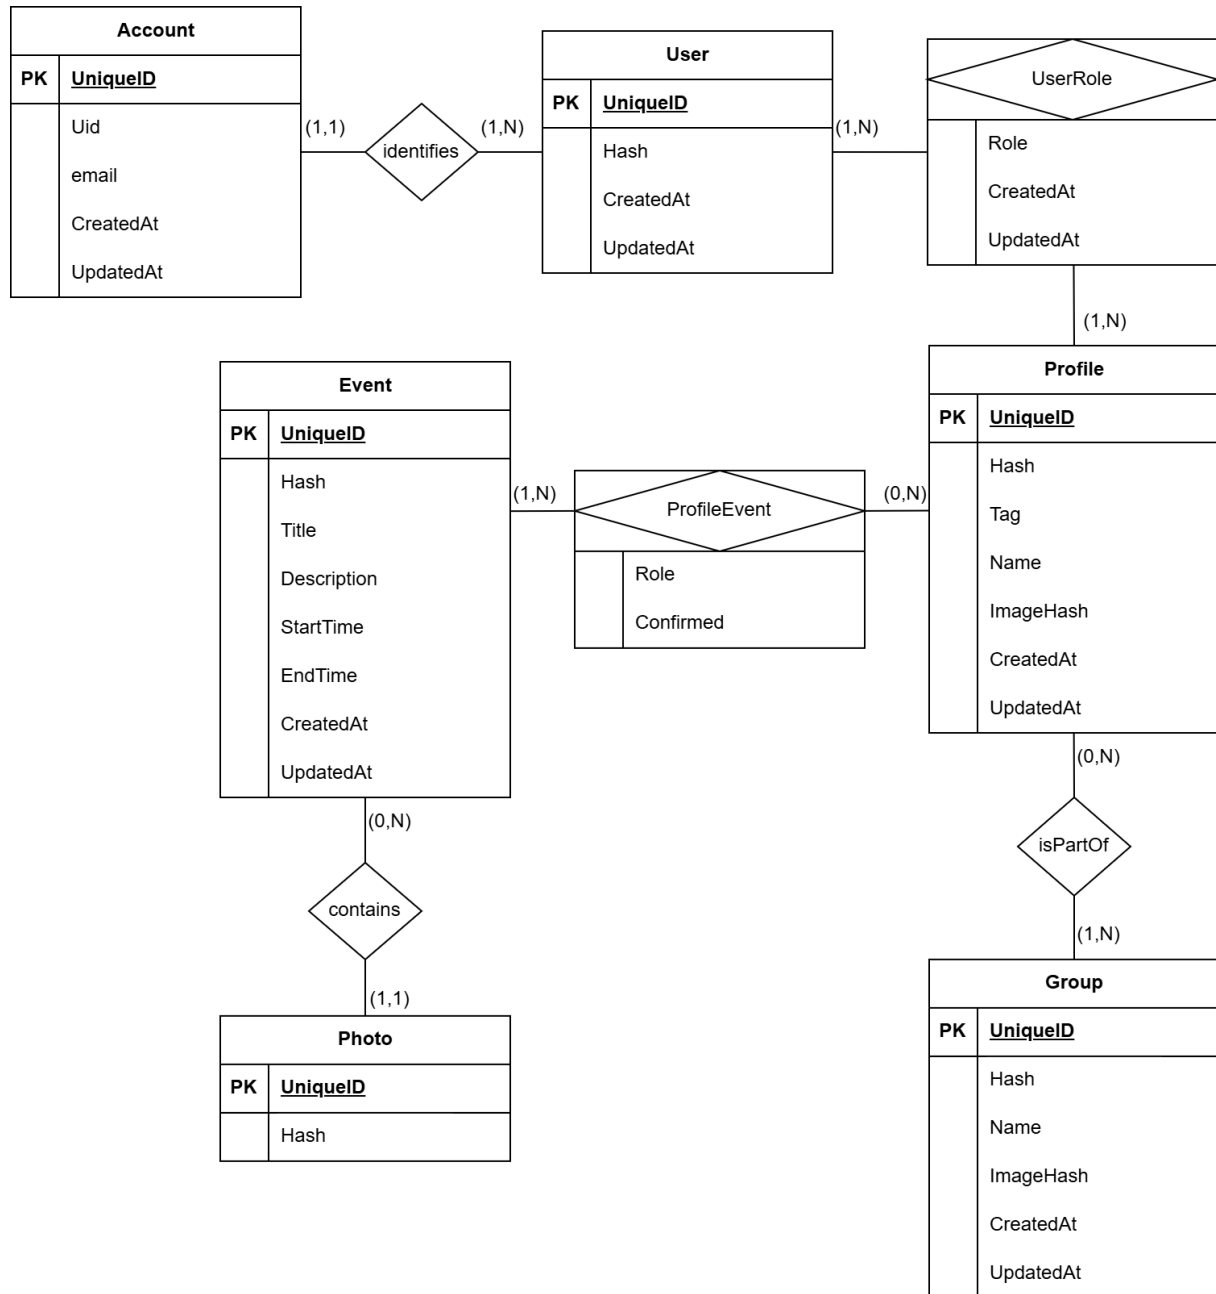 Account
PK UniqueID
Uid
email
CreatedAt
UpdatedAt
(1,1)
identifies
(1,N)
User
PK UniqueID
Hash
CreatedAt
UpdatedAt
(1,N)
UserRole
Role
CreatedAt
UpdatedAt
(1,N)
Event
PK UniqueID
Hash
Title
Description
StartTime
EndTime
CreatedAt
UpdatedAt
(1,N)
ProfileEvent
Role
Confirmed
(0,N)
Profile
PK UniqueID
Hash
Tag
Name
ImageHash
CreatedAt
UpdatedAt
(0,N)
isPartOf
(1,N)
(0,N)
contains
(1,1)
Photo
PK UniqueID
Hash
Group
PK UniqueID
Hash
Name
ImageHash
CreatedAt
UpdatedAt